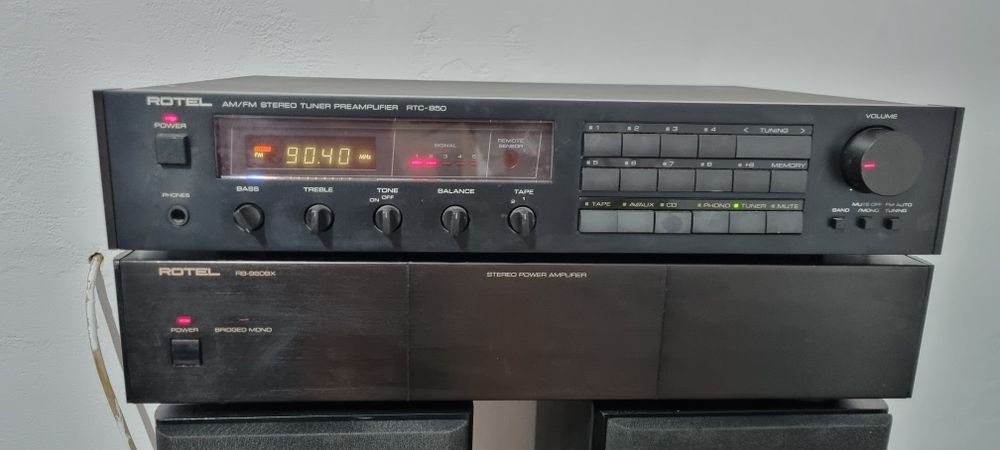 ROTEL AM/FM STEREO TUNER PREAMPLIFIER RTC-850
POWER
FM 90.40 MHz
SIGNAL
1 2 3 4 5
REMOTE
SENSOR
1 2 3 4 < TUNING >
5 6 7 8 +8 MEMORY
TAPE AV/AUX CD PHONO TUNER MUTE
VOLUME
PHONES
BASS TREBLE TONE BALANCE TAPE
ON OFF
2 1
BAND MUTE OFF /MONO FM AUTO TUNING
ROTEL RB-980BX STEREO POWER AMPLIFIER
POWER BRIDGED MONO